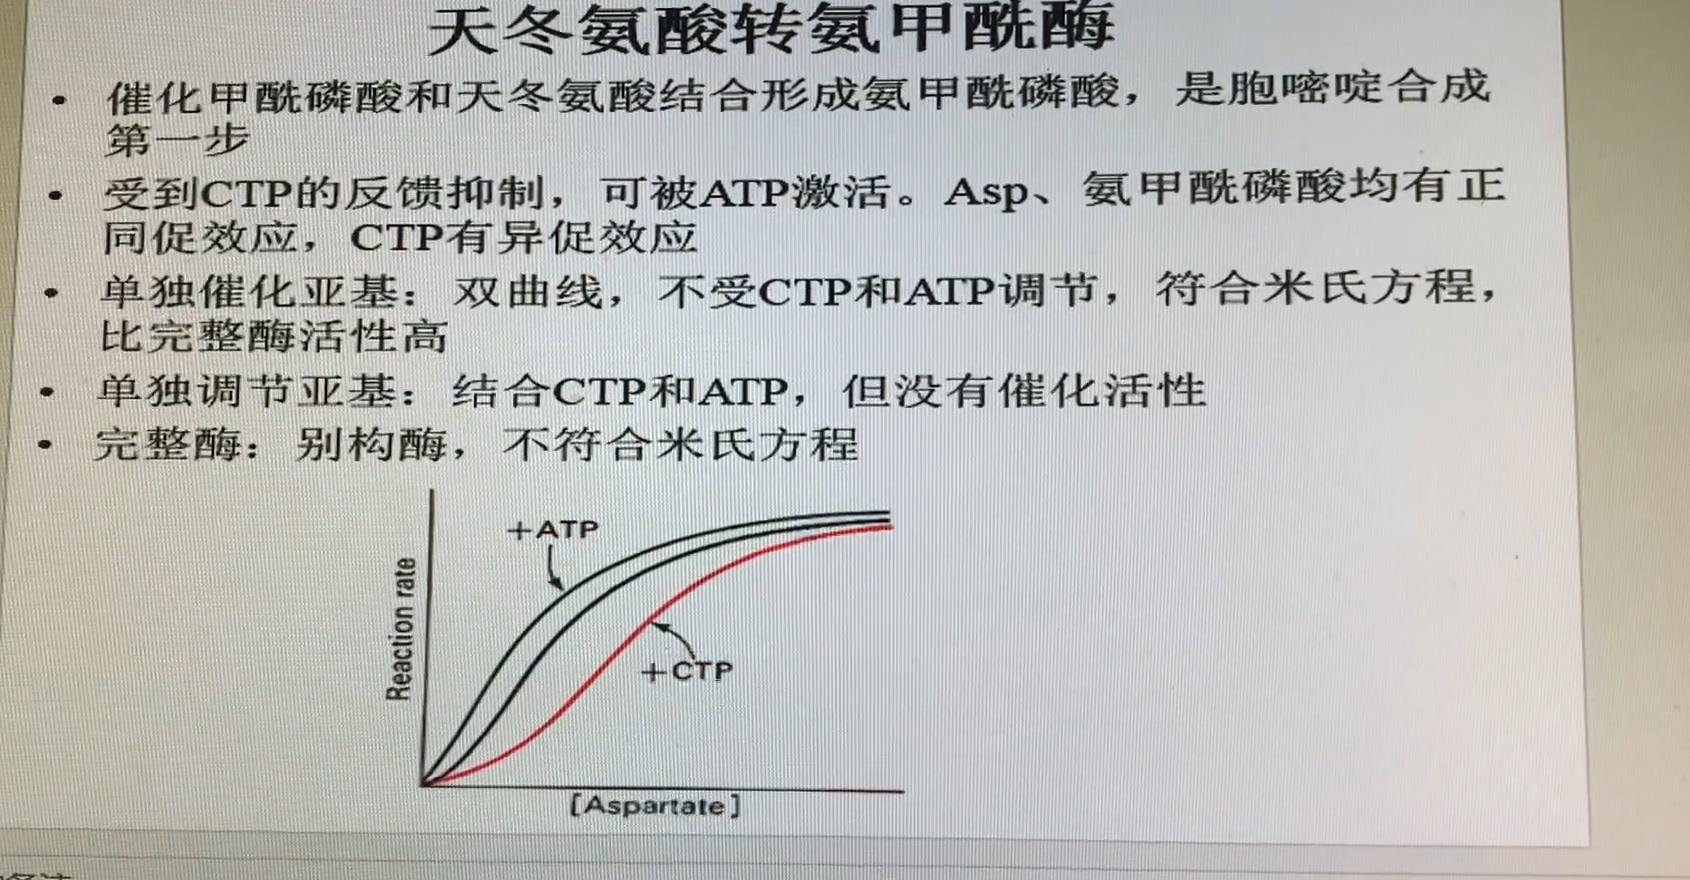 天冬氨酸转氨甲酰酶
• 催化甲酰磷酸和天冬氨酸结合形成氨甲酰磷酸，是胞嘧啶合成
第一步
• 受到CTP的反馈抑制，可被ATP激活。Asp、氨甲酰磷酸均有正
同促效应，CTP有异促效应
• 单独催化亚基：双曲线，不受CTP和ATP调节，符合米氏方程，
比完整酶活性高
• 单独调节亚基：结合CTP和ATP，但没有催化活性
• 完整酶：别构酶，不符合米氏方程
+ATP
Reaction rate
+CTP
[Aspartate]